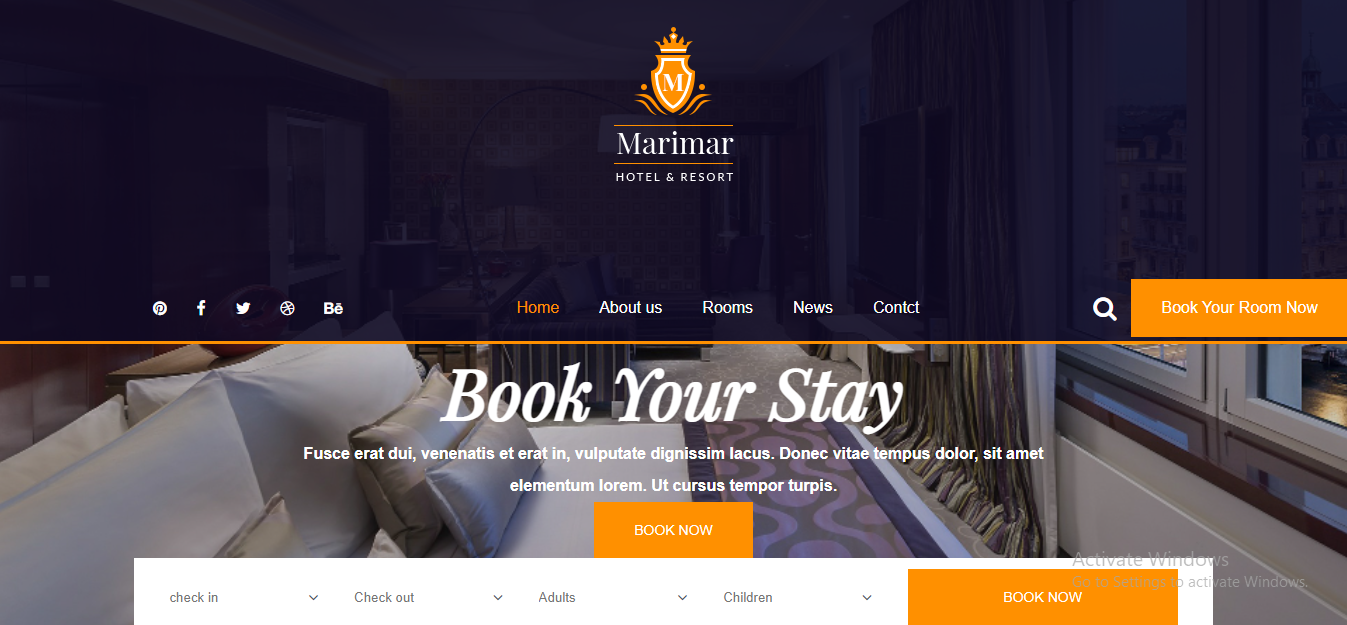 M
Marimar
HOTEL & RESORT
Bē
Home
About us
Rooms
News
Contct
Book Your Room Now
Book Your Stay
Fusce erat dui, venenatis et erat in, vulputate dignissim lacus. Donec vitae tempus dolor, sit amet
elementum lorem. Ut cursus tempor turpis.
BOOK NOW
Activate Windows
Go to Settings to activate Windows.
check in
Check out
Adults
Children
BOOK NOW